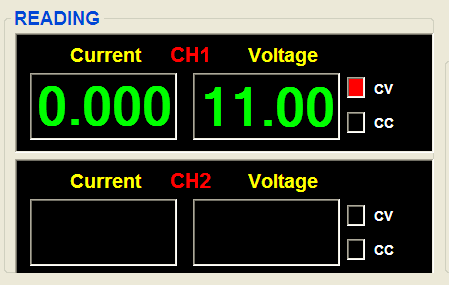 READING
Current CH1 Voltage
0.000 11.00 CV
CC
Current CH2 Voltage
CV
CC